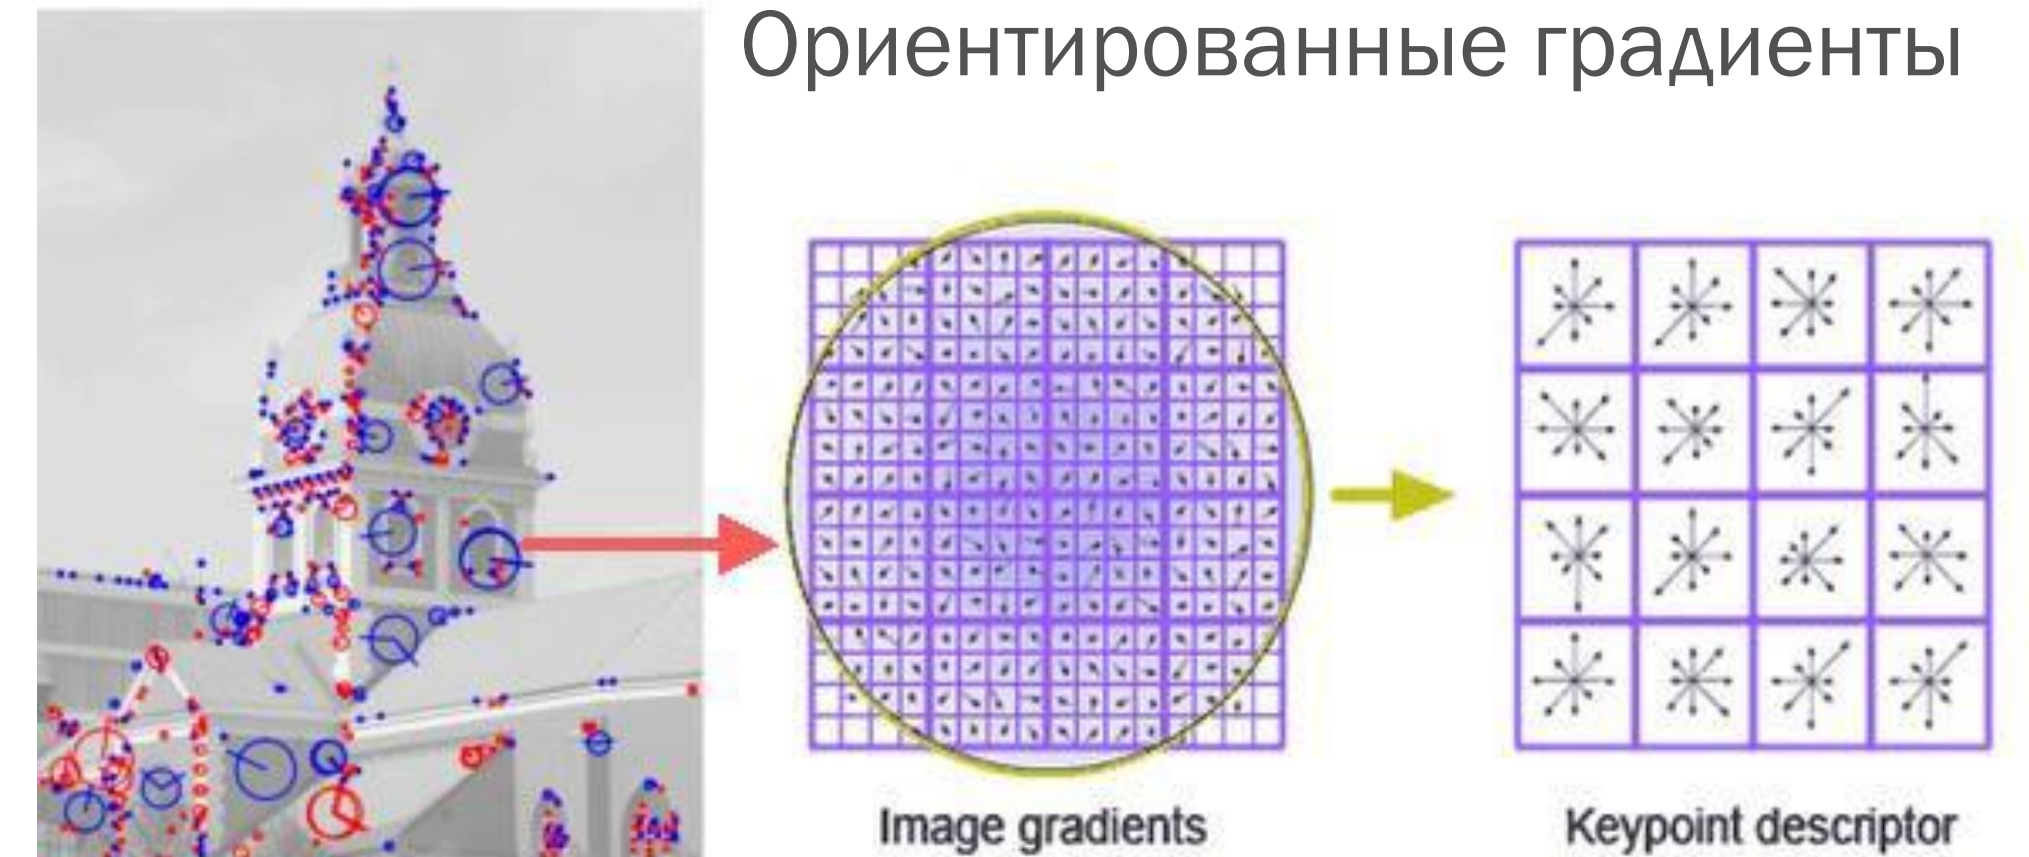 Ориентированные градиенты
Image gradients
Keypoint descriptor